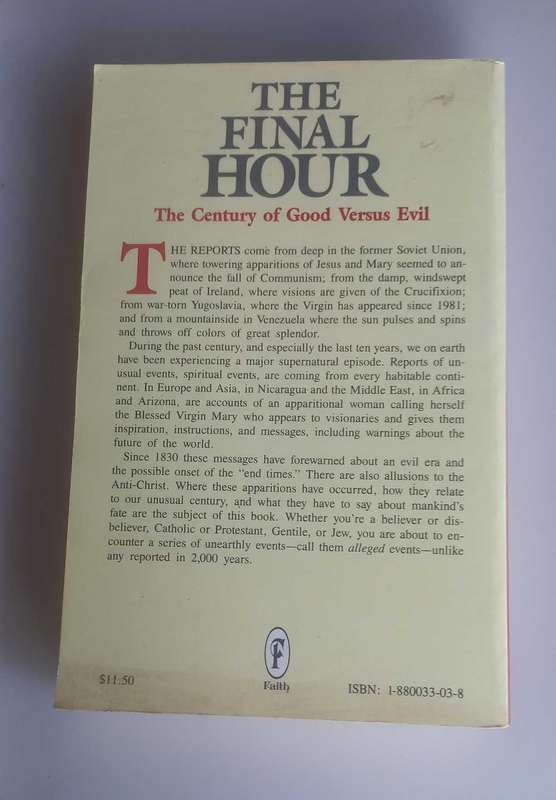 THE
FINAL
HOUR
The Century of Good Versus Evil
THE REPORTS come from deep in the former Soviet Union,
where towering apparitions of Jesus and Mary seemed to an-
nounce the fall of Communism; from the damp, windswept
peat of Ireland, where visions are given of the Crucifixion;
from war-torn Yugoslavia, where the Virgin has appeared since 1981;
and from a mountainside in Venezuela where the sun pulses and spins
and throws off colors of great splendor.
During the past century, and especially the last ten years, we on earth
have been experiencing a major supernatural episode. Reports of un-
usual events, spiritual events, are coming from every habitable conti-
nent. In Europe and Asia, in Nicaragua and the Middle East, in Africa
and Arizona, are accounts of an apparitional woman calling herself
the Blessed Virgin Mary who appears to visionaries and gives them
inspiration, instructions, and messages, including warnings about the
future of the world.
Since 1830 these messages have forewarned about an evil era and
the possible onset of the "end times." There are also allusions to the
Anti-Christ. Where these apparitions have occurred, how they relate
to our unusual century, and what they have to say about mankind's
fate are the subject of this book. Whether you're a believer or dis-
believer, Catholic or Protestant, Gentile, or Jew, you are about to en-
counter a series of unearthly events—call them alleged events—unlike
any reported in 2,000 years.
F
Faith
$11.50
ISBN: 1-880033-03-8